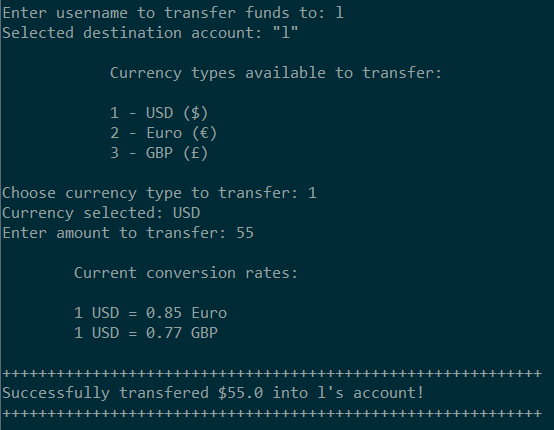 Enter username to transfer funds to: l
Selected destination account: "l"
Currency types available to transfer:
1 - USD ($)
2 - Euro (€)
3 - GBP (£)
Choose currency type to transfer: 1
Currency selected: USD
Enter amount to transfer: 55
Current conversion rates:
1 USD = 0.85 Euro
1 USD = 0.77 GBP
++++++++++++++++++++++++++++++++++++++++++++++++++++++++++++
Successfully transfered $55.0 into l's account!
++++++++++++++++++++++++++++++++++++++++++++++++++++++++++++